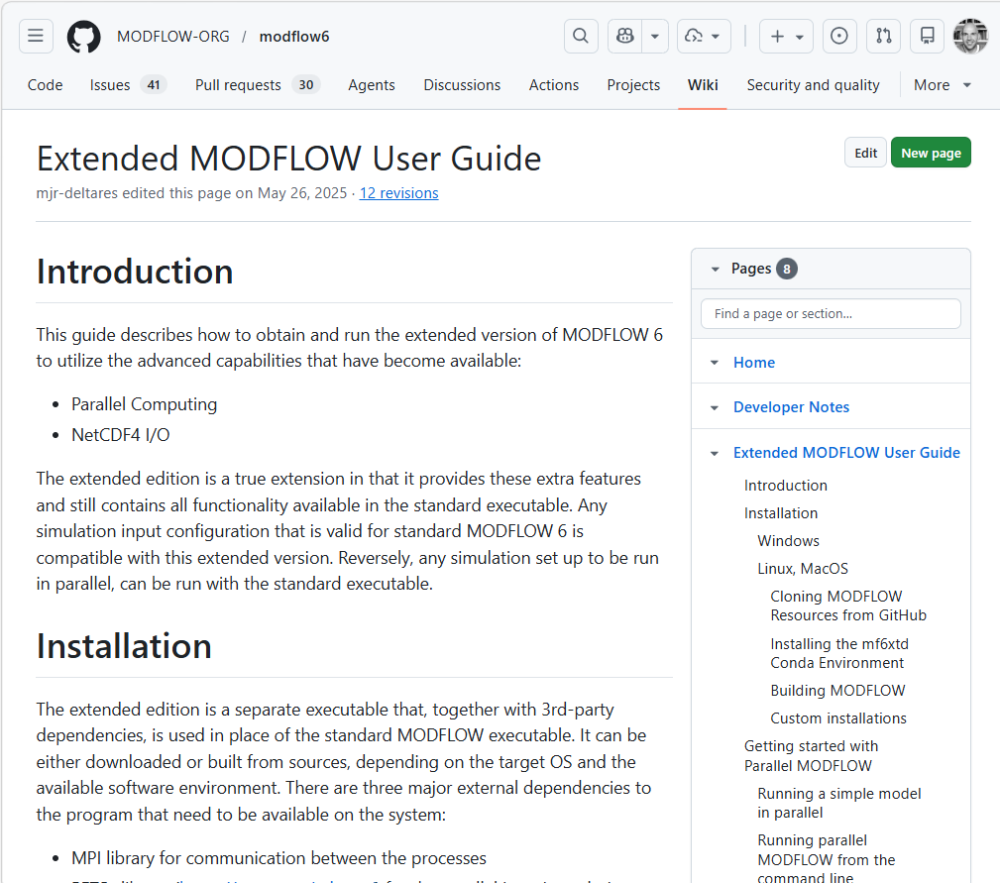 MODFLOW-ORG / modflow6
Code Issues 41 Pull requests 30 Agents Discussions Actions Projects Wiki Security and quality More
Extended MODFLOW User Guide
Edit New page
mjr-deltares edited this page on May 26, 2025 · 12 revisions
Introduction
This guide describes how to obtain and run the extended version of MODFLOW 6
to utilize the advanced capabilities that have become available:
• Parallel Computing
• NetCDF4 I/O
The extended edition is a true extension in that it provides these extra features
and still contains all functionality available in the standard executable. Any
simulation input configuration that is valid for standard MODFLOW 6 is
compatible with this extended version. Reversely, any simulation set up to be run
in parallel, can be run with the standard executable.
Installation
The extended edition is a separate executable that, together with 3rd-party
dependencies, is used in place of the standard MODFLOW executable. It can be
either downloaded or built from sources, depending on the target OS and the
available software environment. There are three major external dependencies to
the program that need to be available on the system:
• MPI library for communication between the processes
Pages 8
Find a page or section...
Home
Developer Notes
Extended MODFLOW User Guide
Introduction
Installation
Windows
Linux, MacOS
Cloning MODFLOW
Resources from GitHub
Installing the mf6xtd
Conda Environment
Building MODFLOW
Custom installations
Getting started with
Parallel MODFLOW
Running a simple model
in parallel
Running parallel
MODFLOW from the
command line